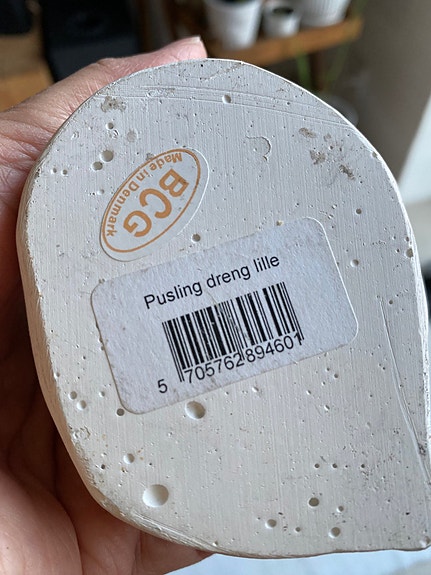 Made in Denmark
BCG
Pusling dreng lille
5 705762 894601